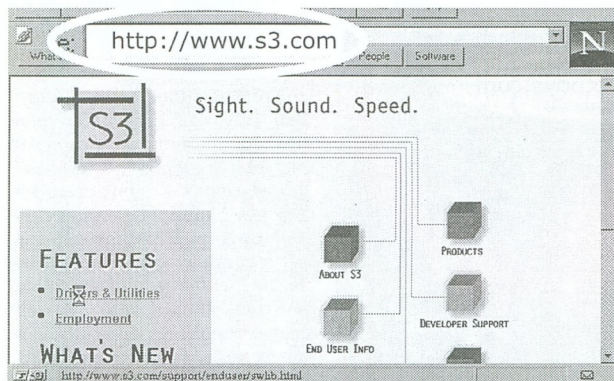 e: http://www.s3.com
What's People Software
N
S3
Sight. Sound. Speed.
FEATURES
Drivers & Utilities
Employment
WHAT'S NEW
ABOUT S3
PRODUCTS
END USER INFO
DEVELOPER SUPPORT
http://www.s3.com/support/enduser/swlib.html